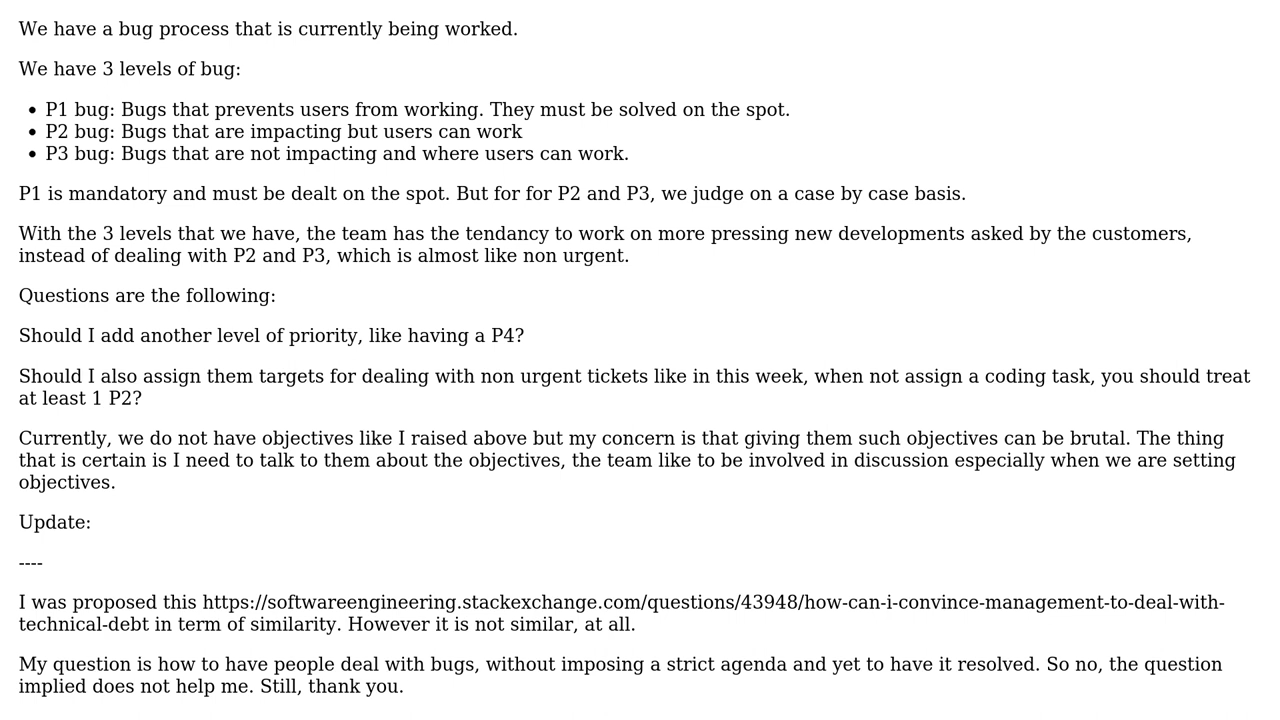 We have a bug process that is currently being worked.
We have 3 levels of bug:
• P1 bug: Bugs that prevents users from working. They must be solved on the spot.
• P2 bug: Bugs that are impacting but users can work
• P3 bug: Bugs that are not impacting and where users can work.
P1 is mandatory and must be dealt on the spot. But for for P2 and P3, we judge on a case by case basis.
With the 3 levels that we have, the team has the tendancy to work on more pressing new developments asked by the customers,
instead of dealing with P2 and P3, which is almost like non urgent.
Questions are the following:
Should I add another level of priority, like having a P4?
Should I also assign them targets for dealing with non urgent tickets like in this week, when not assign a coding task, you should treat
at least 1 P2?
Currently, we do not have objectives like I raised above but my concern is that giving them such objectives can be brutal. The thing
that is certain is I need to talk to them about the objectives, the team like to be involved in discussion especially when we are setting
objectives.
Update:
----
I was proposed this https://softwareengineering.stackexchange.com/questions/43948/how-can-i-convince-management-to-deal-with-
technical-debt in term of similarity. However it is not similar, at all.
My question is how to have people deal with bugs, without imposing a strict agenda and yet to have it resolved. So no, the question
implied does not help me. Still, thank you.